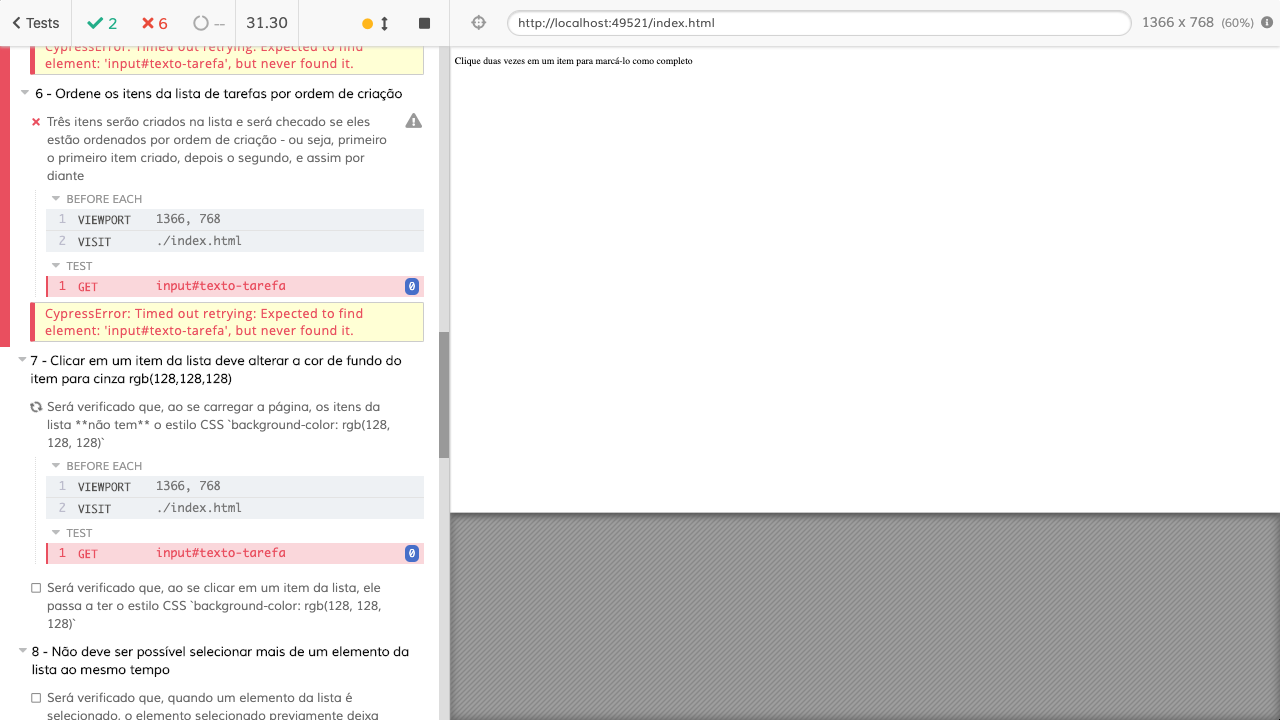 Tests
2
6
--
31.30
http://localhost:49521/index.html
1366 x 768 (60%)
CypressError: Timed out retrying: Expected to find
element: 'input#texto-tarefa', but never found it.
6 - Ordene os itens da lista de tarefas por ordem de criação
Três itens serão criados na lista e será checado se eles
estão ordenados por ordem de criação - ou seja, primeiro
o primeiro item criado, depois o segundo, e assim por
diante
BEFORE EACH
1 VIEWPORT 1366, 768
2 VISIT ./index.html
TEST
1 GET input#texto-tarefa 0
CypressError: Timed out retrying: Expected to find
element: 'input#texto-tarefa', but never found it.
7 - Clicar em um item da lista deve alterar a cor de fundo do
item para cinza rgb(128,128,128)
Será verificado que, ao se carregar a página, os itens da
lista **não tem** o estilo CSS `background-color: rgb(128,
128, 128)`
BEFORE EACH
1 VIEWPORT 1366, 768
2 VISIT ./index.html
TEST
1 GET input#texto-tarefa 0
Será verificado que, ao se clicar em um item da lista, ele
passa a ter o estilo CSS `background-color: rgb(128, 128,
128)`
8 - Não deve ser possível selecionar mais de um elemento da
lista ao mesmo tempo
Será verificado que, quando um elemento da lista é
selecionado, o elemento selecionado previamente deixa
Clique duas vezes em um item para marcá-lo como completo